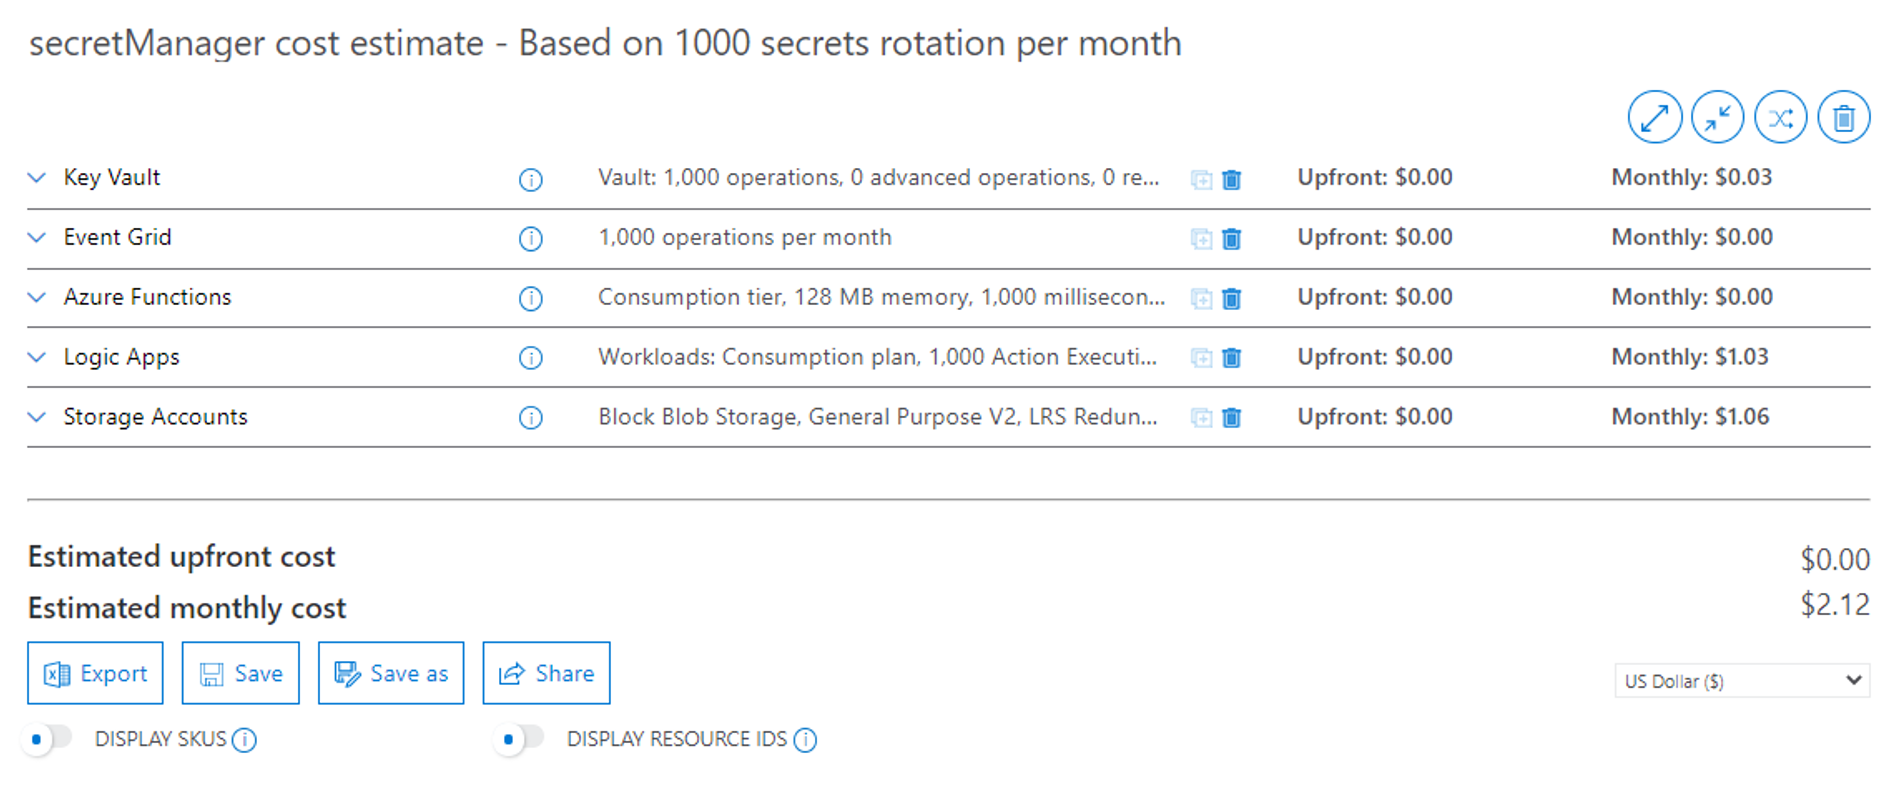 secretManager cost estimate - Based on 1000 secrets rotation per month
Key Vault Vault: 1,000 operations, 0 advanced operations, 0 re... Upfront: $0.00 Monthly: $0.03
Event Grid 1,000 operations per month Upfront: $0.00 Monthly: $0.00
Azure Functions Consumption tier, 128 MB memory, 1,000 millisecon... Upfront: $0.00 Monthly: $0.00
Logic Apps Workloads: Consumption plan, 1,000 Action Executi... Upfront: $0.00 Monthly: $1.03
Storage Accounts Block Blob Storage, General Purpose V2, LRS Redun... Upfront: $0.00 Monthly: $1.06
Estimated upfront cost $0.00
Estimated monthly cost $2.12
Export Save Save as Share
US Dollar ($)
DISPLAY SKUS DISPLAY RESOURCE IDS